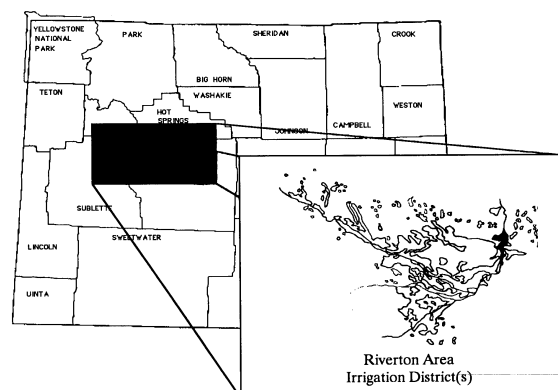 YELLOWSTONE
NATIONAL
PARK
PARK
SHERIDAN
CROOK
BIG HORN
TETON
WASHAKIE
WESTON
HOT
SPRINGS
JOHNSON
CAMPBELL
SUBLETTE
SWEETWATER
LINCOLN
UINTA
Riverton Area
Irrigation District(s)